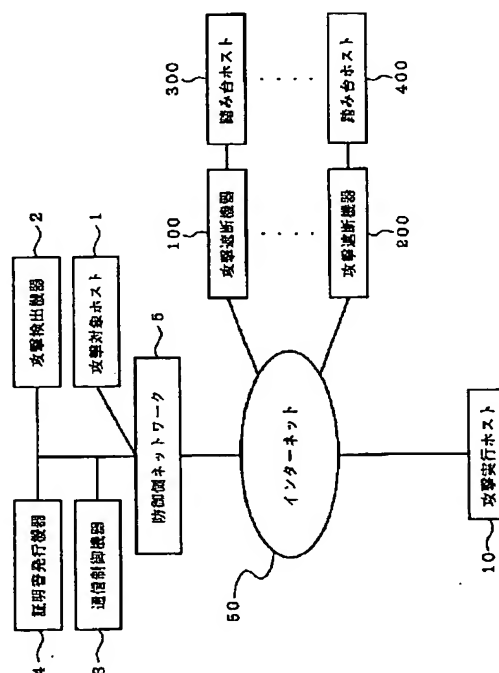 4
証明書発行機器
攻撃検出機器
2
3
通信制御機器
攻撃対象ホスト
1
防御側ネットワーク
5
50
インターネット
10
攻撃実行ホスト
100
攻撃遮断機器
攻撃遮断機器
200
300
踏み台ホスト
踏み台ホスト
400